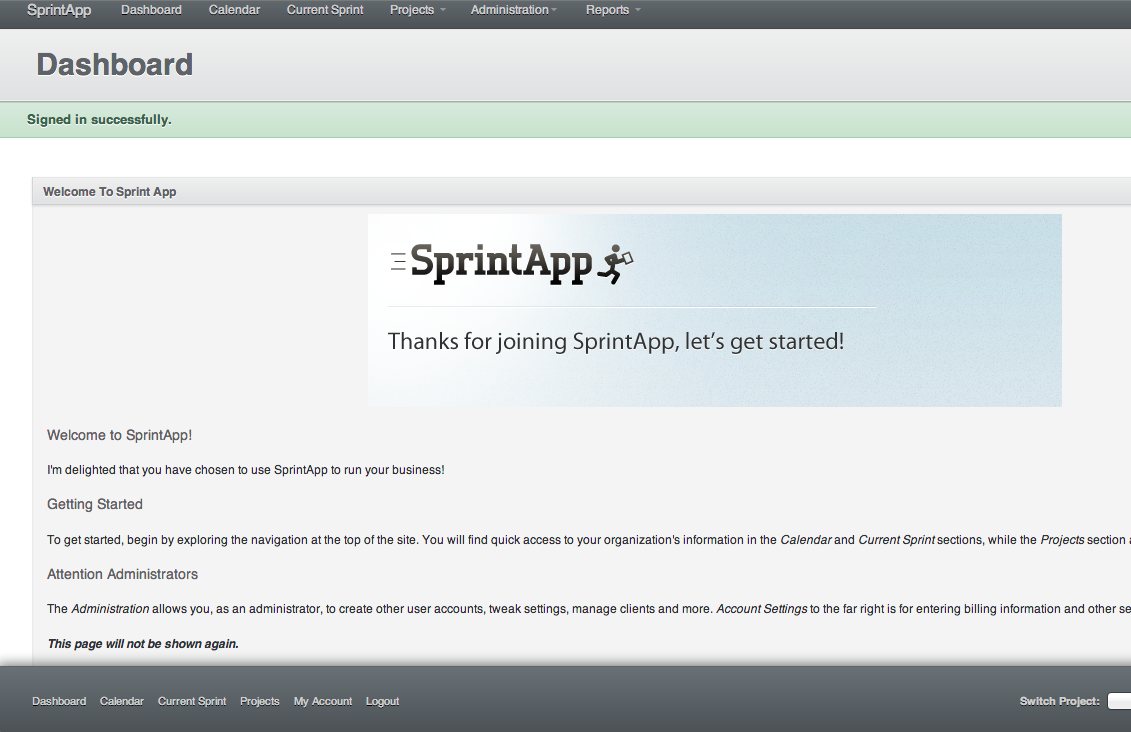 SprintApp Dashboard Calendar Current Sprint Projects Administration Reports
Dashboard
Signed in successfully.
Welcome To Sprint App
SprintApp
Thanks for joining SprintApp, let's get started!
Welcome to SprintApp!
I'm delighted that you have chosen to use SprintApp to run your business!
Getting Started
To get started, begin by exploring the navigation at the top of the site. You will find quick access to your organization's information in the Calendar and Current Sprint sections, while the Projects section
Attention Administrators
The Administration allows you, as an administrator, to create other user accounts, tweak settings, manage clients and more. Account Settings to the far right is for entering billing information and other
This page will not be shown again.
Dashboard Calendar Current Sprint Projects My Account Logout Switch Project: